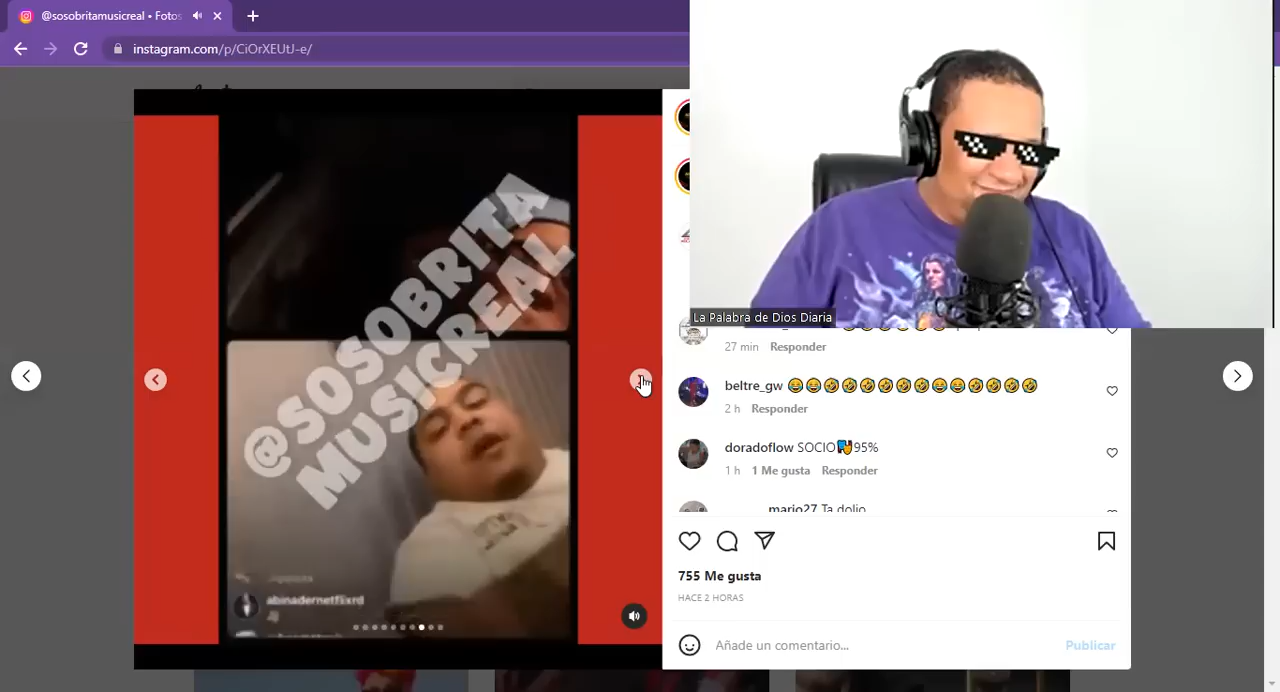 @sosobritamusicreal • Fotos
instagram.com/p/CiOrXEUtJ-e/
@SOSOBRITA
MUSICREAL
abinadernetflixrd
La Palabra de Dios Diaria
27 min Responder
beltre_gw 😂😂🤣🤣🤣🤣🤣🤣😂😂🤣🤣🤣🤣
2 h Responder
doradoflow SOCIO 95%
1 h 1 Me gusta Responder
mario27 Ta dolio
755 Me gusta
HACE 2 HORAS
Añade un comentario...
Publicar